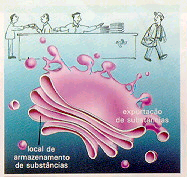 exportação
de substâncias
local de
armazenamento
de substâncias